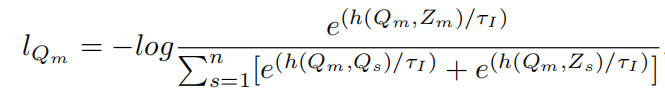 l_{Q_m} = -log \frac{e^{(h(Q_m,Z_m)/\tau_I)}}{\sum_{s=1}^{n}[e^{(h(Q_m,Q_s)/\tau_I)} + e^{(h(Q_m,Z_s)/\tau_I)}]}.